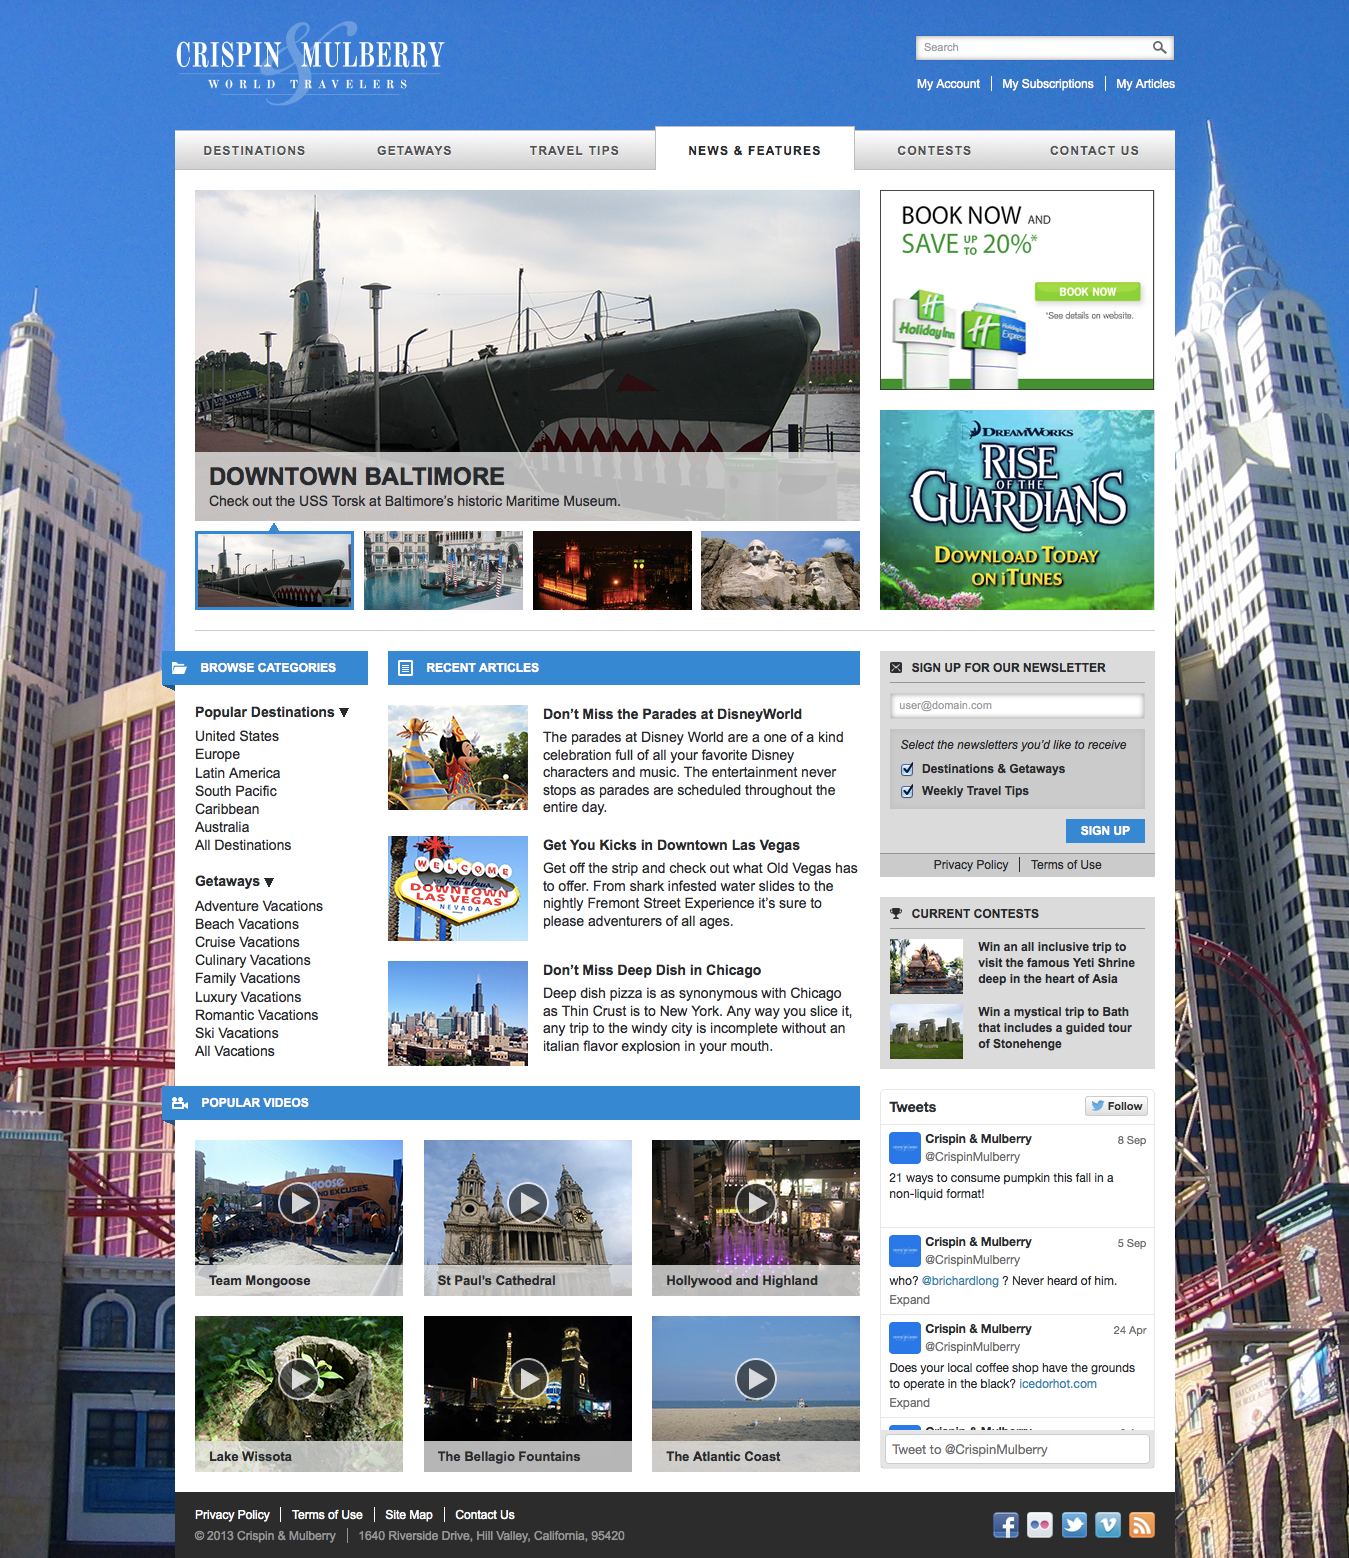 CRISPIN & MULBERRY
WORLD TRAVELERS
Search
My Account
My Subscriptions
My Articles
DESTINATIONS
GETAWAYS
TRAVEL TIPS
NEWS & FEATURES
CONTESTS
CONTACT US
USS TORSK
DOWNTOWN BALTIMORE
Check out the USS Torsk at Baltimore’s historic Maritime Museum.
BOOK NOW AND
SAVE UP TO 20%*
BOOK NOW
*See details on website.
Holiday Inn
Holiday Inn
Express
DREAMWORKS
RISE
OF THE
GUARDIANS
DOWNLOAD TODAY
ON iTUNES
BROWSE CATEGORIES
Popular Destinations
United States
Europe
Latin America
South Pacific
Caribbean
Australia
All Destinations
Getaways
Adventure Vacations
Beach Vacations
Cruise Vacations
Culinary Vacations
Family Vacations
Luxury Vacations
Romantic Vacations
Ski Vacations
All Vacations
RECENT ARTICLES
Don’t Miss the Parades at DisneyWorld
The parades at Disney World are a one of a kind
celebration full of all your favorite Disney
characters and music. The entertainment never
stops as parades are scheduled throughout the
entire day.
WELCOME
TO Fabulous
DOWNTOWN
LAS VEGAS
NEVADA
Get You Kicks in Downtown Las Vegas
Get off the strip and check out what Old Vegas has
to offer. From shark infested water slides to the
nightly Fremont Street Experience it’s sure to
please adventurers of all ages.
Don’t Miss Deep Dish in Chicago
Deep dish pizza is as synonymous with Chicago
as Thin Crust is to New York. Any way you slice it,
any trip to the windy city is incomplete without an
italian flavor explosion in your mouth.
SIGN UP FOR OUR NEWSLETTER
user@domain.com
Select the newsletters you’d like to receive
Destinations & Getaways
Weekly Travel Tips
SIGN UP
Privacy Policy
Terms of Use
CURRENT CONTESTS
Win an all inclusive trip to
visit the famous Yeti Shrine
deep in the heart of Asia
Win a mystical trip to Bath
that includes a guided tour
of Stonehenge
POPULAR VIDEOS
NO EXCUSES.
Team Mongoose
St Paul’s Cathedral
Hollywood and Highland
Lake Wissota
The Bellagio Fountains
The Atlantic Coast
Tweets
Follow
Crispin & Mulberry
8 Sep
@CrispinMulberry
21 ways to consume pumpkin this fall in a
non-liquid format!
Crispin & Mulberry
5 Sep
@CrispinMulberry
who? @brichardlong ? Never heard of him.
Expand
Crispin & Mulberry
24 Apr
@CrispinMulberry
Does your local coffee shop have the grounds
to operate in the black? icedorhot.com
Expand
Tweet to @CrispinMulberry
Privacy Policy
Terms of Use
Site Map
Contact Us
© 2013 Crispin & Mulberry
1640 Riverside Drive, Hill Valley, California, 95420